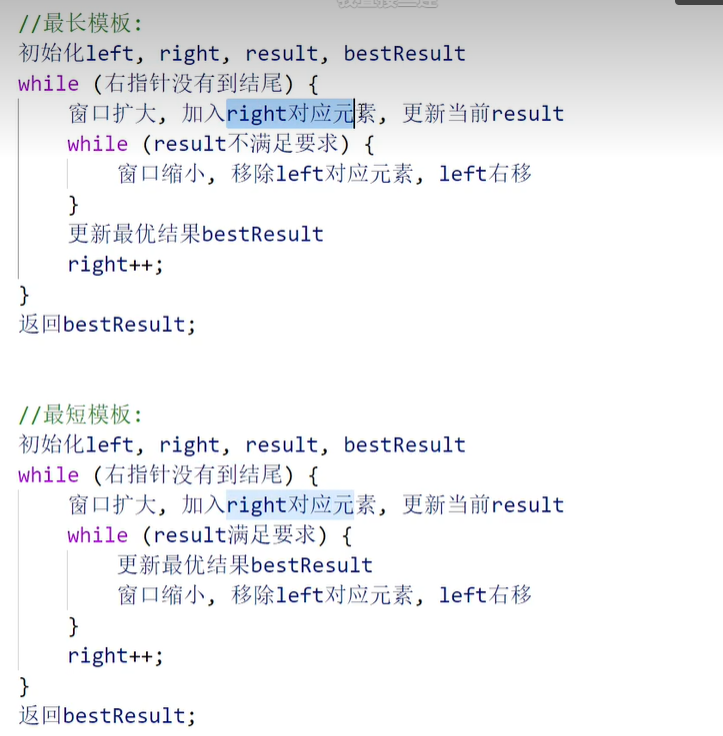 //最长模板:
初始化left, right, result, bestResult
while (右指针没有到结尾) {
窗口扩大, 加入right对应元素, 更新当前result
while (result不满足要求) {
窗口缩小, 移除left对应元素, left右移
}
更新最优结果bestResult
right++;
}
返回bestResult;
//最短模板:
初始化left, right, result, bestResult
while (右指针没有到结尾) {
窗口扩大, 加入right对应元素, 更新当前result
while (result满足要求) {
更新最优结果bestResult
窗口缩小, 移除left对应元素, left右移
}
right++;
}
返回bestResult;